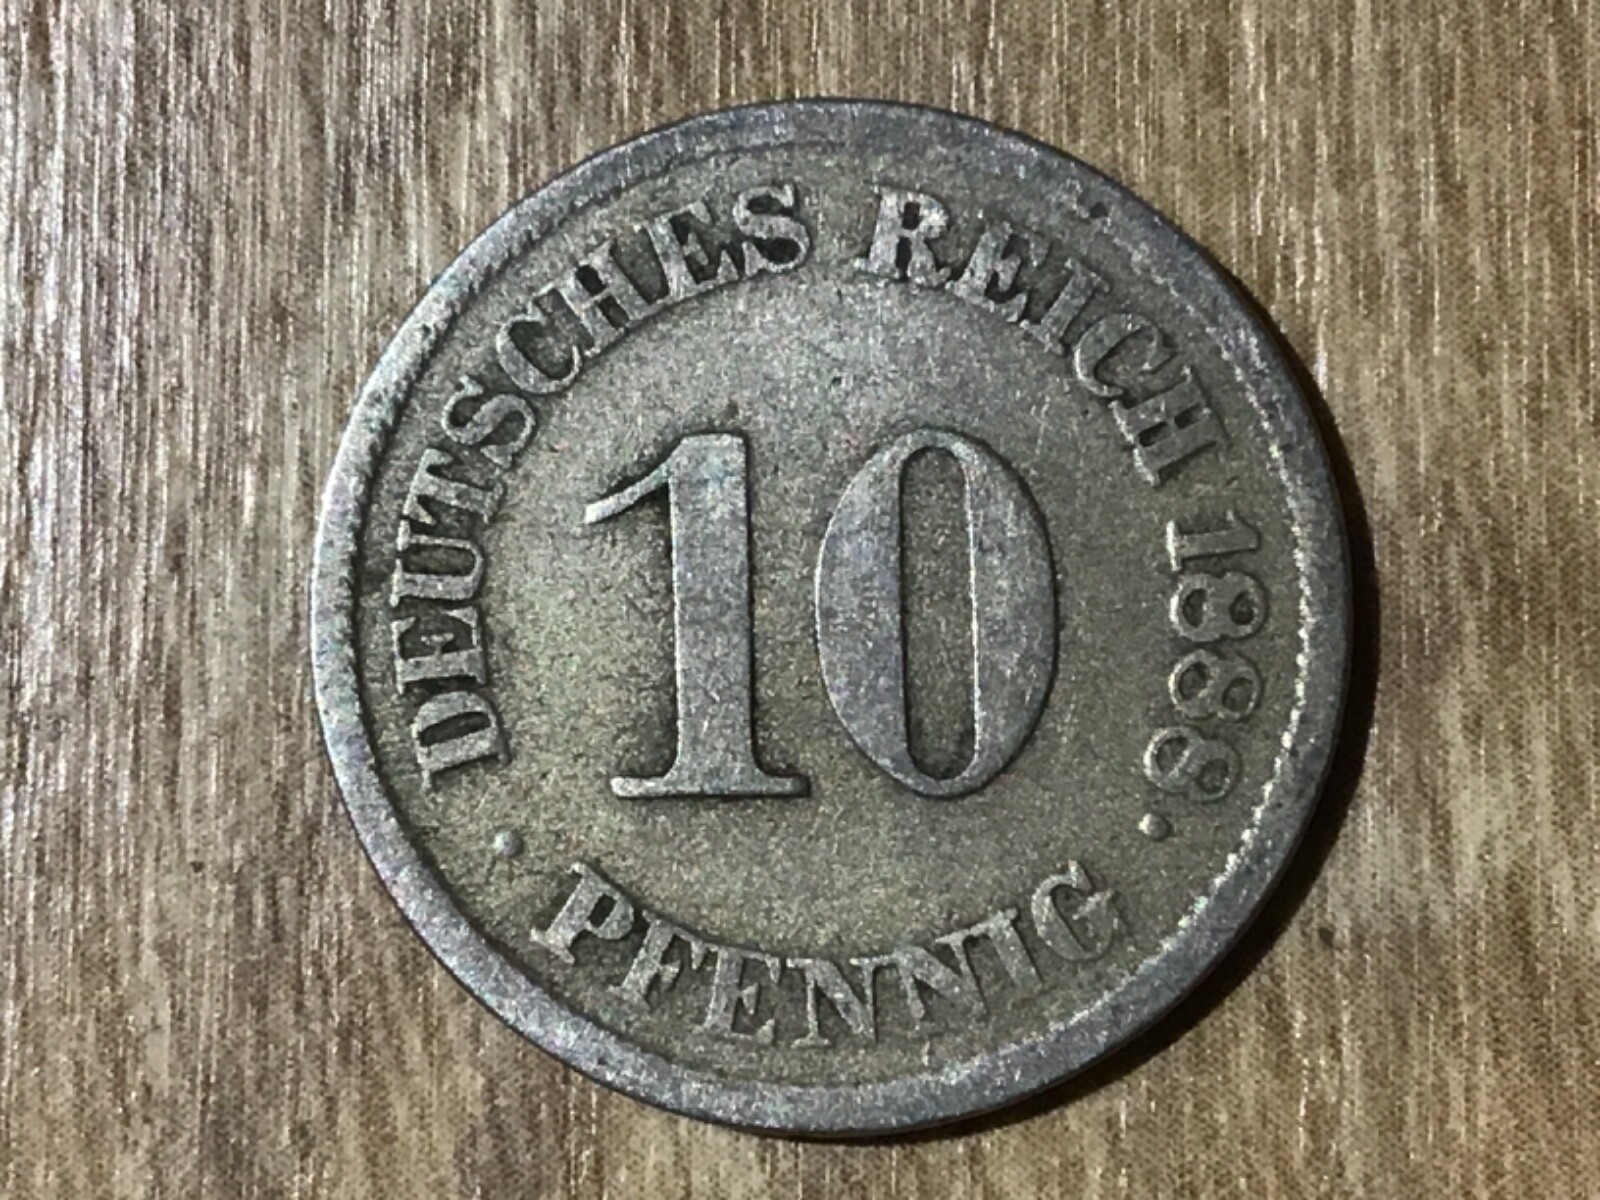 DEUTSCHES REICH 1888
10
PFENNIG